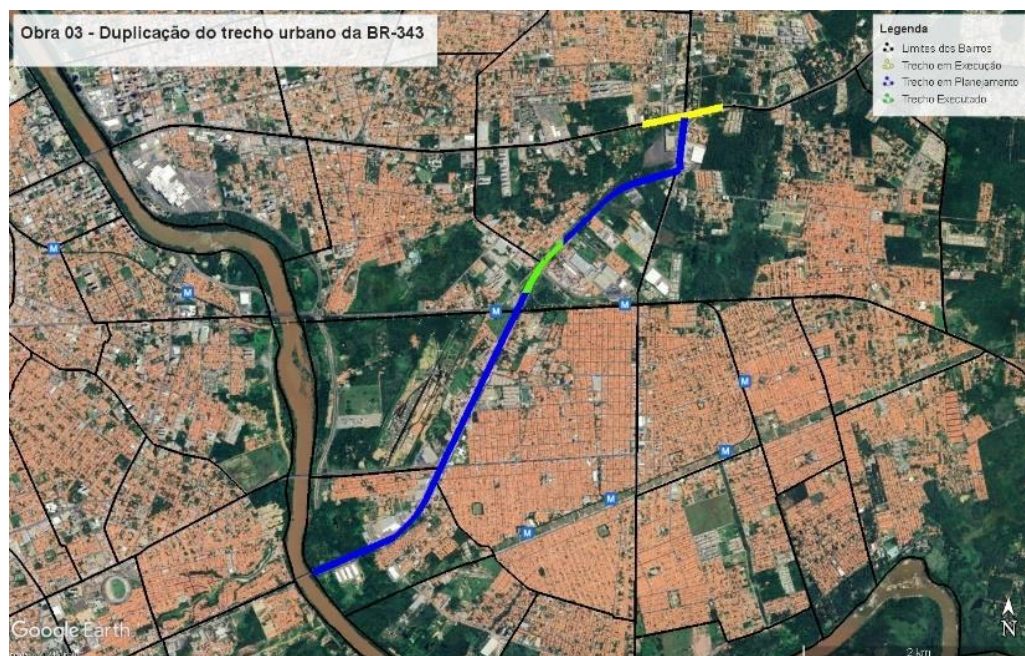 Obra 03 - Duplicação do trecho urbano da BR-343
Legenda
Limites dos Bairros
Trecho em Execução
Trecho em Planejamento
Trecho Executado
M
M
M
M
M
M
M
M
Google Earth
N
2 km